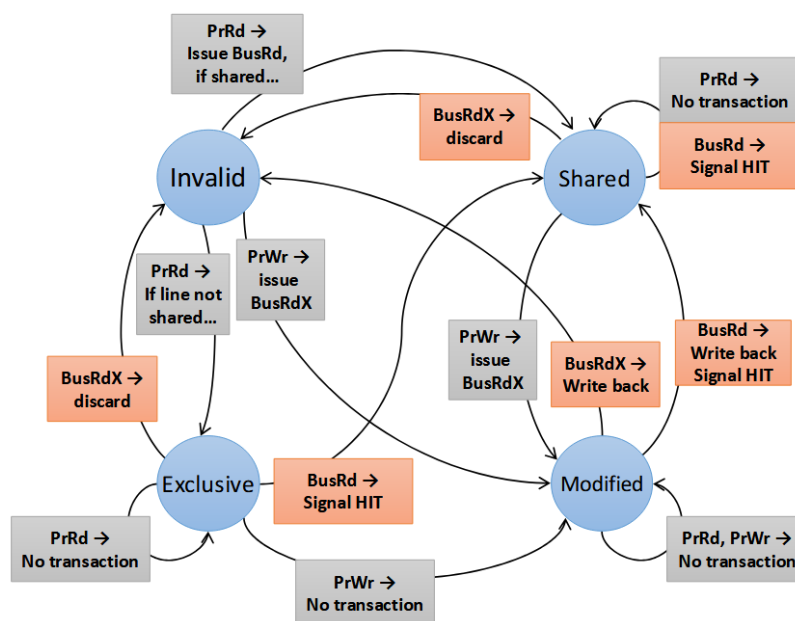 PrRd →
Issue BusRd,
if shared...
BusRdX →
discard
PrRd →
No transaction
BusRd →
Signal HIT
Invalid
Shared
PrRd →
If line not
shared...
PrWr →
issue
BusRdX
PrWr →
issue
BusRdX
BusRdX →
Write back
BusRd →
Write back
Signal HIT
BusRdX →
discard
Exclusive
BusRd →
Signal HIT
Modified
PrRd →
No transaction
PrWr →
No transaction
PrRd, PrWr →
No transaction